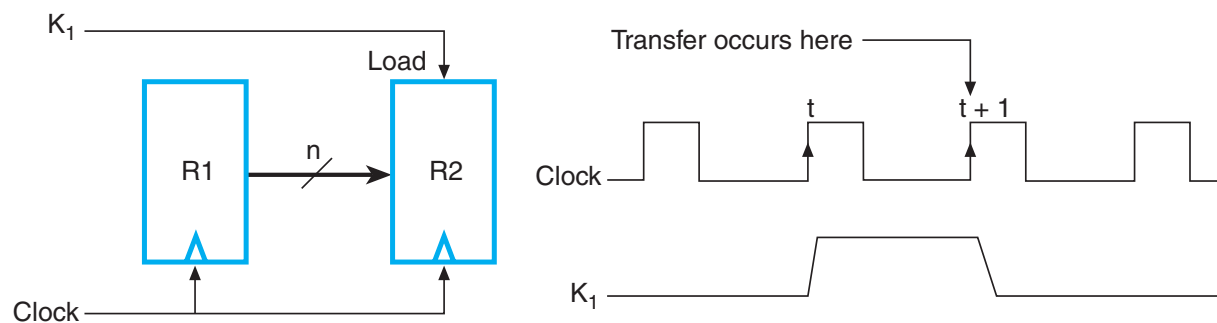 K1
Load
R1
n
R2
Clock
Transfer occurs here
t
t + 1
Clock
K1